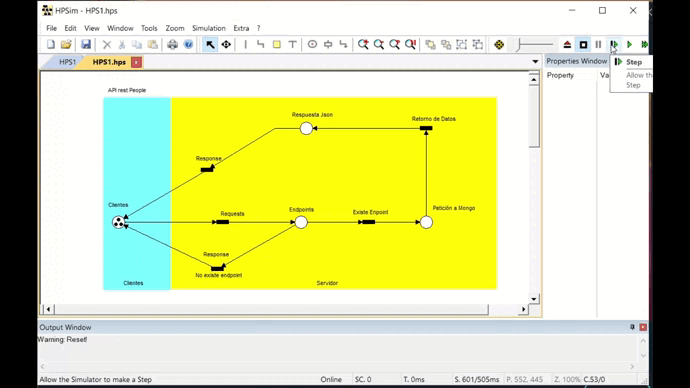 HPSim - HPS1.hps
File Edit View Window Tools Zoom Simulation Extra ?
HPS1 HPS1.hps
Properties Window
Property Va
Step
Allow the
Step
API rest People
Respuesta Json
Retorno de Datos
Response
Clientes
Requests
Endpoints
Existe Enpoint
Petición a Mongo
Response
No existe endpoint
Clientes
Servidor
Output Window
Warning: Reset!
Allow the Simulator to make a Step Online SC. 0 T. 0ms S. 601/505ms P. 552, 445 Z. 100% C.53/0